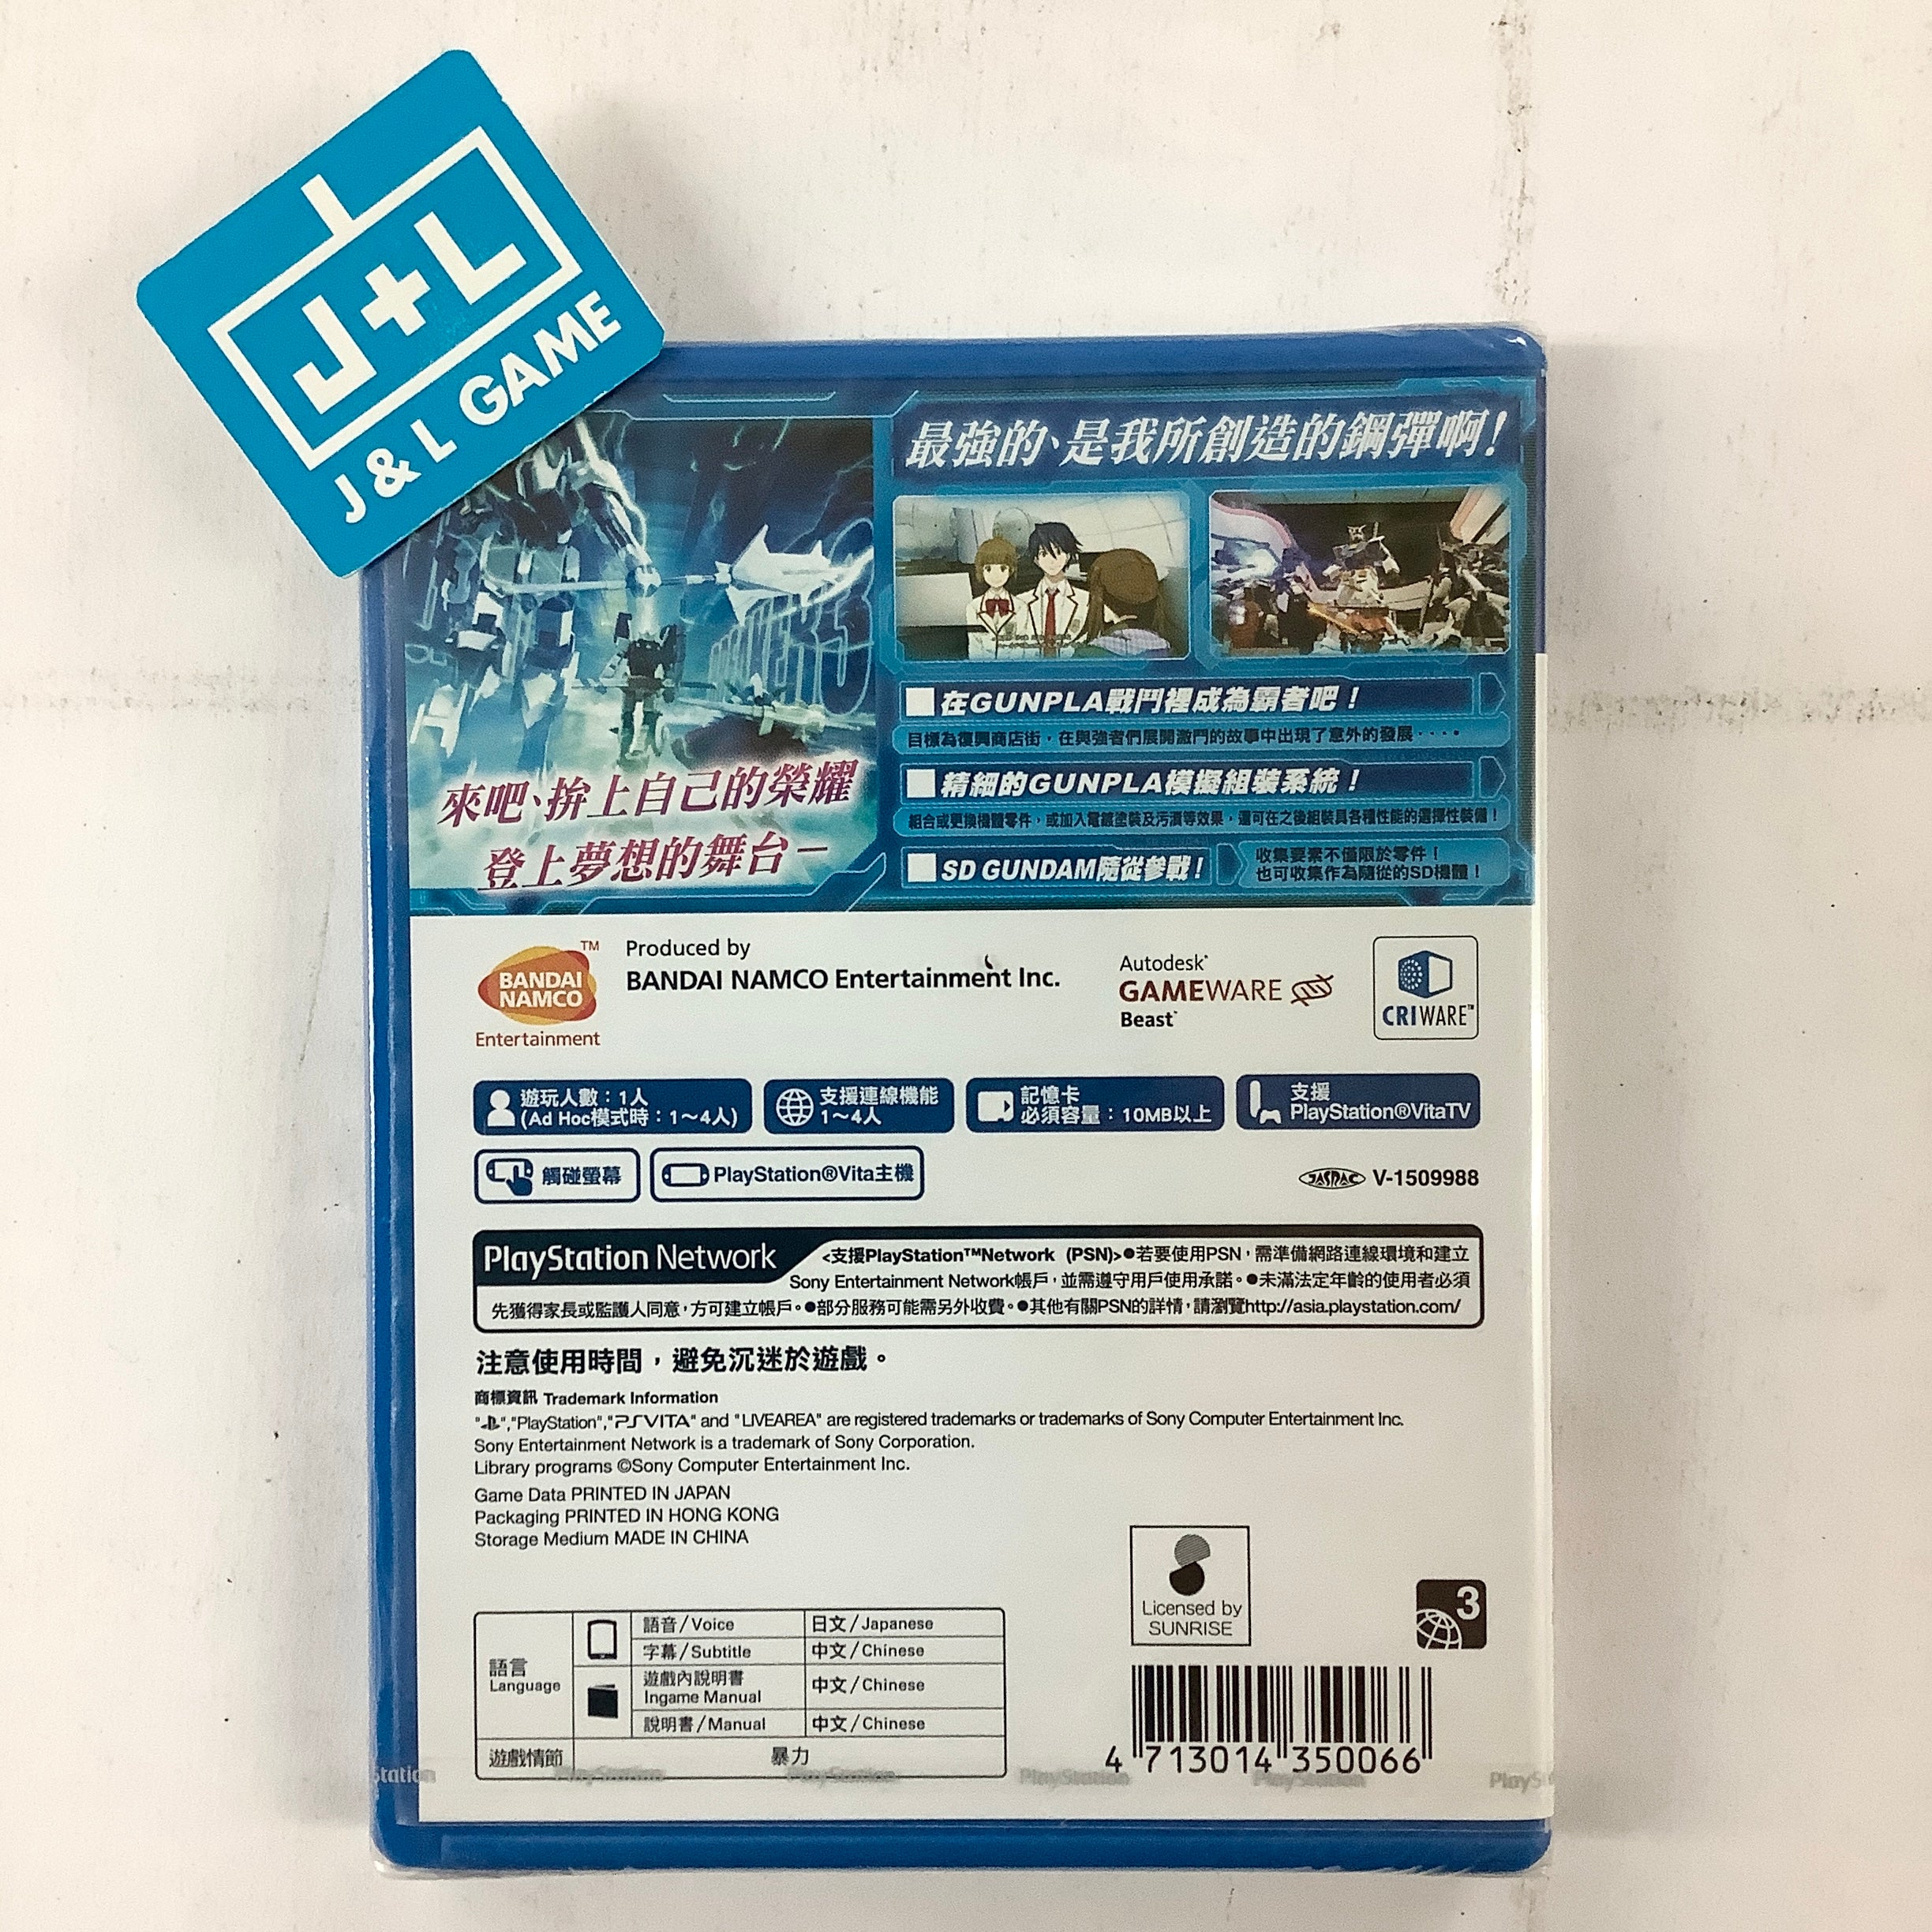 J+L
J & L GAME
最強的、是我所創造的鋼彈啊!
來吧、拚上自己的榮耀
登上夢想的舞台—
在GUNPLA戰鬥裡成為霸者吧!
目標為復興商店街,在與強者們展開激鬥的故事中出現了意外的發展‧‧‧‧
精細的GUNPLA模擬組裝系統!
組合或更換機體零件,或加入電鍍塗裝及污漬等效果,還可在之後組裝具各種性能的選擇性裝備!
SD GUNDAM隨從參戰!
收集要素不僅限於零件!
也可收集作為隨從的SD機體!
BANDAI
NAMCO
TM
Entertainment
Produced by
BANDAI NAMCO Entertainment Inc.
Autodesk®
GAMEWARE
Beast™
CRIWARE™
遊玩人數:1人
(Ad Hoc模式時:1~4人)
支援連線機能
1~4人
記憶卡
必須容量:10MB以上
支援
PlayStation®VitaTV
觸碰螢幕
PlayStation®Vita主機
JASRAC V-1509988
PlayStation Network
<支援PlayStation™Network (PSN)>●若要使用PSN,需準備網路連線環境和建立
Sony Entertainment Network帳戶,並需遵守用戶使用承諾。●未滿法定年齡的使用者必須
先獲得家長或監護人同意,方可建立帳戶。●部分服務可能需另外收費。●其他有關PSN的詳情,請瀏覽http://asia.playstation.com/
注意使用時間,避免沉迷於遊戲。
商標資訊 Trademark Information
"PS","PlayStation","PSVITA" and "LIVEAREA" are registered trademarks or trademarks of Sony Computer Entertainment Inc.
Sony Entertainment Network is a trademark of Sony Corporation.
Library programs ©Sony Computer Entertainment Inc.
Game Data PRINTED IN JAPAN
Packaging PRINTED IN HONG KONG
Storage Medium MADE IN CHINA
語言
Language
語音/Voice 日文/Japanese
字幕/Subtitle 中文/Chinese
遊戲內說明書
Ingame Manual 中文/Chinese
說明書/Manual 中文/Chinese
遊戲情節 暴力
Licensed by
SUNRISE
3
4 713014 350066
Station PlayStation PlayStation PlayStation PlayStation PlayS